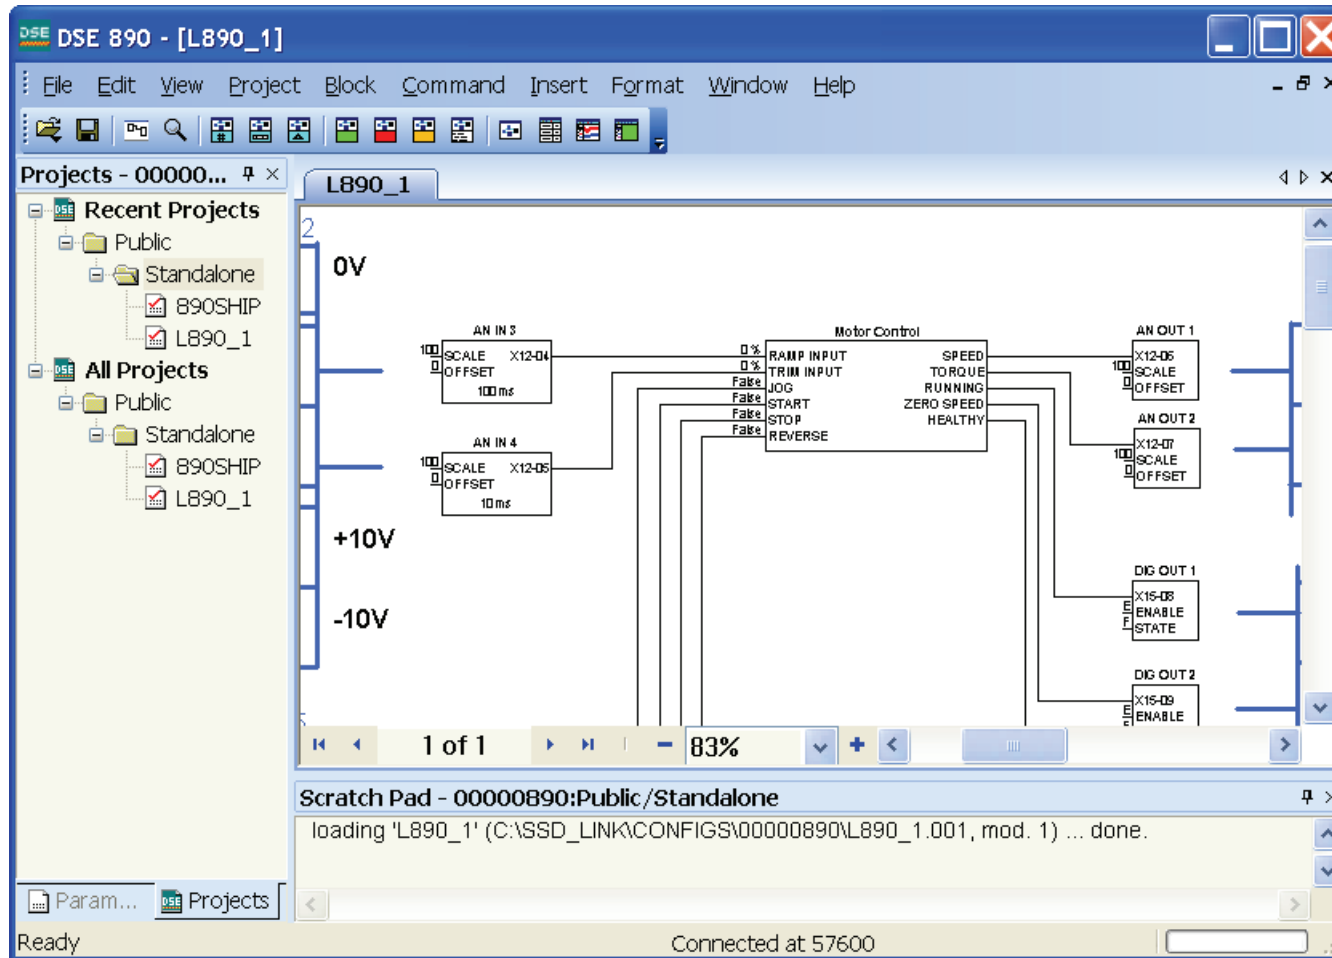 DSE DSE 890 - [L890_1]
File Edit View Project Block Command Insert Format Window Help
Projects - 00000...
L890_1
DSE Recent Projects
Public
Standalone
890SHIP
L890_1
DSE All Projects
Public
Standalone
890SHIP
L890_1
2
0V
+10V
-10V
AN IN 3
100 SCALE X12-04
0 OFFSET
100 ms
AN IN 4
100 SCALE X12-05
0 OFFSET
10 ms
Motor Control
0 % RAMP INPUT SPEED
0 % TRIM INPUT TORQUE
False JOG RUNNING
False START ZERO SPEED
False STOP HEALTHY
False REVERSE
AN OUT 1
X12-06
100 SCALE
0 OFFSET
AN OUT 2
X12-07
100 SCALE
0 OFFSET
DIG OUT 1
X15-08
E ENABLE
F STATE
DIG OUT 2
X15-09
E ENABLE
1 of 1 83%
Scratch Pad - 00000890:Public/Standalone
loading 'L890_1' (C:\SSD_LINK\CONFIGS\00000890\L890_1.001, mod. 1) ... done.
Param... DSE Projects
Ready Connected at 57600